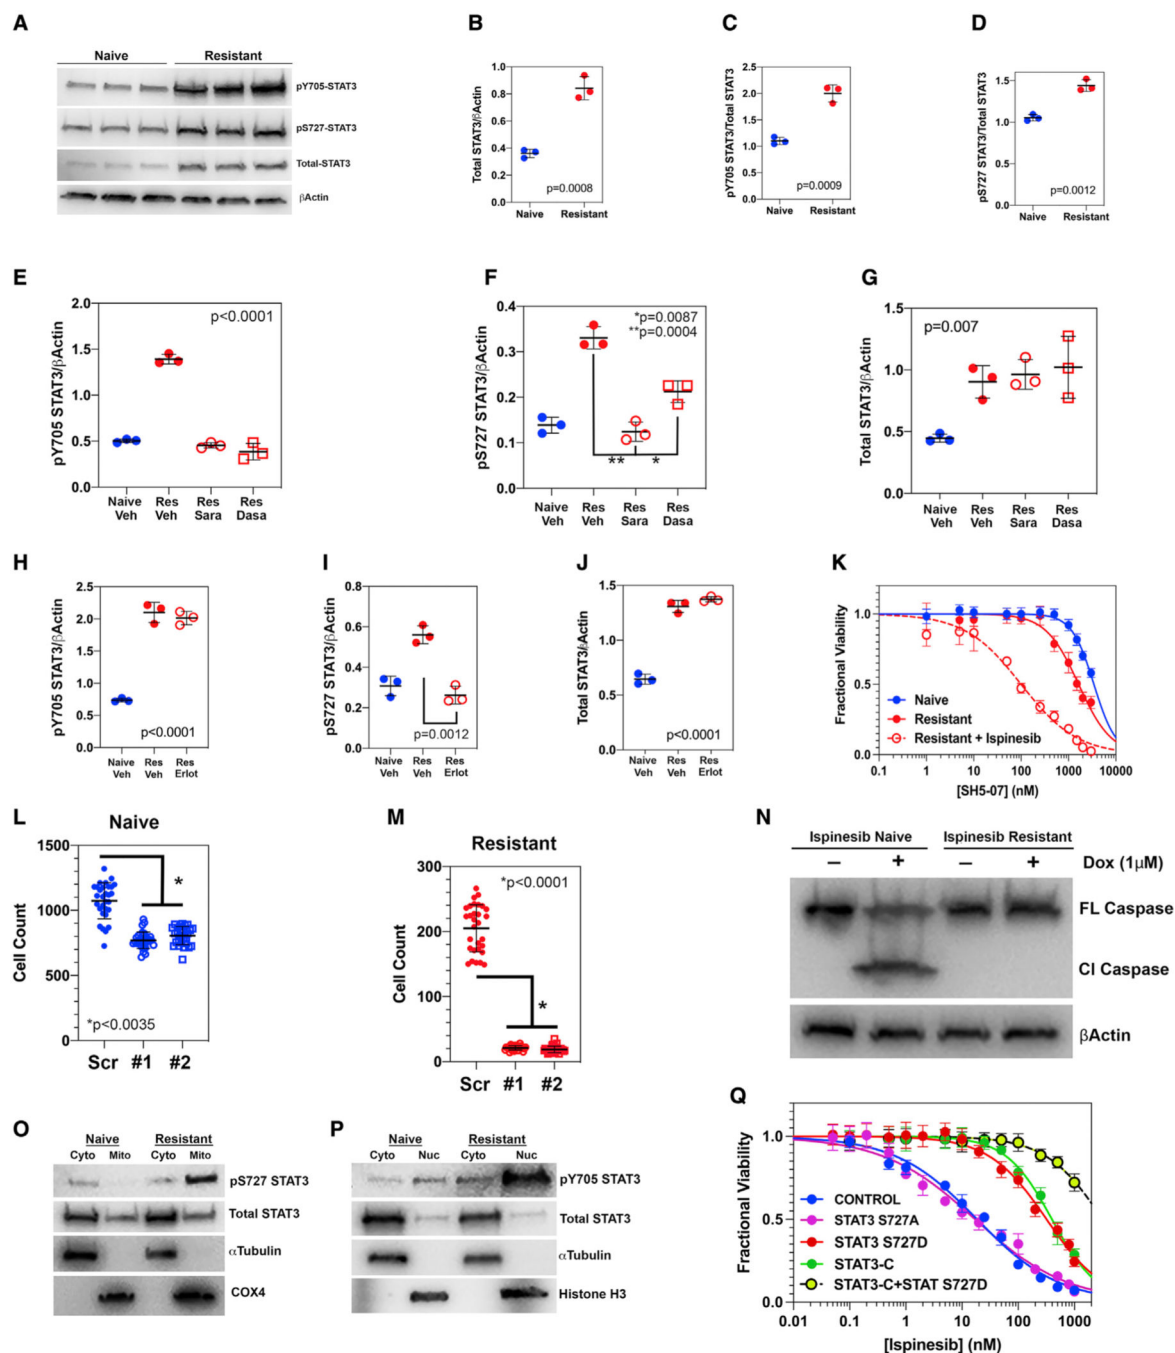 A
Naive Resistant
pY705-STAT3
pS727-STAT3
Total-STAT3
βActin
B
Total STAT3/βActin
1.0
0.8
0.6
0.4
0.2
0.0
p=0.0008
Naive Resistant
C
pY705 STAT3/Total STAT3
2.5
2.0
1.5
1.0
0.5
0.0
p=0.0009
Naive Resistant
D
pS727 STAT3/Total STAT3
1.5
1.0
0.5
0.0
p=0.0012
Naive Resistant
E
pY705 STAT3/βActin
2.0
1.5
1.0
0.5
0.0
p<0.0001
Naive Res Res Res
Veh Veh Sara Dasa
F
pS727 STAT3/βActin
0.4
0.3
0.2
0.1
0.0
*p=0.0087
**p=0.0004
** *
Naive Res Res Res
Veh Veh Sara Dasa
G
Total STAT3/βActin
1.5
1.0
0.5
0.0
p=0.007
Naive Res Res Res
Veh Veh Sara Dasa
H
pY705 STAT3/βActin
2.5
2.0
1.5
1.0
0.5
0.0
p<0.0001
Naive Res Res
Veh Veh Erlot
I
pS727 STAT3/βActin
0.8
0.6
0.4
0.2
0.0
p=0.0012
Naive Res Res
Veh Veh Erlot
J
Total STAT3/βActin
1.5
1.0
0.5
0.0
p<0.0001
Naive Res Res
Veh Veh Erlot
K
Fractional Viability
1.0
0.5
0.0
Naive
Resistant
Resistant + Ispinesib
0.1 1 10 100 1000 10000
[SH5-07] (nM)
L
Naive
Cell Count
1500
1000
500
0
*
*p<0.0035
Scr #1 #2
M
Resistant
Cell Count
300
200
100
0
*p<0.0001
*
Scr #1 #2
N
Ispinesib Naive Ispinesib Resistant
– + – + Dox (1μM)
FL Caspase
Cl Caspase
βActin
O
Naive Resistant
Cyto Mito Cyto Mito
pS727 STAT3
Total STAT3
αTubulin
COX4
P
Naive Resistant
Cyto Nuc Cyto Nuc
pY705 STAT3
Total STAT3
αTubulin
Histone H3
Q
Fractional Viability
1.0
0.5
0.0
CONTROL
STAT3 S727A
STAT3 S727D
STAT3-C
STAT3-C+STAT S727D
0.01 0.1 1 10 100 1000
[Ispinesib] (nM)